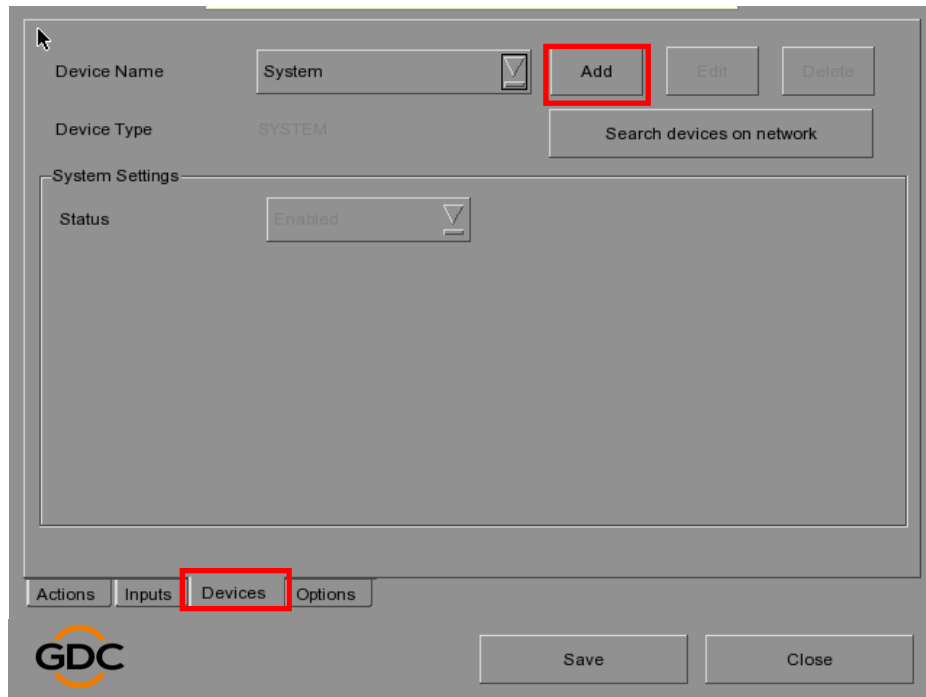 Device Name System Add Edit Delete
Device Type SYSTEM Search devices on network
System Settings
Status Enabled
Actions Inputs Devices Options
GDC Save Close